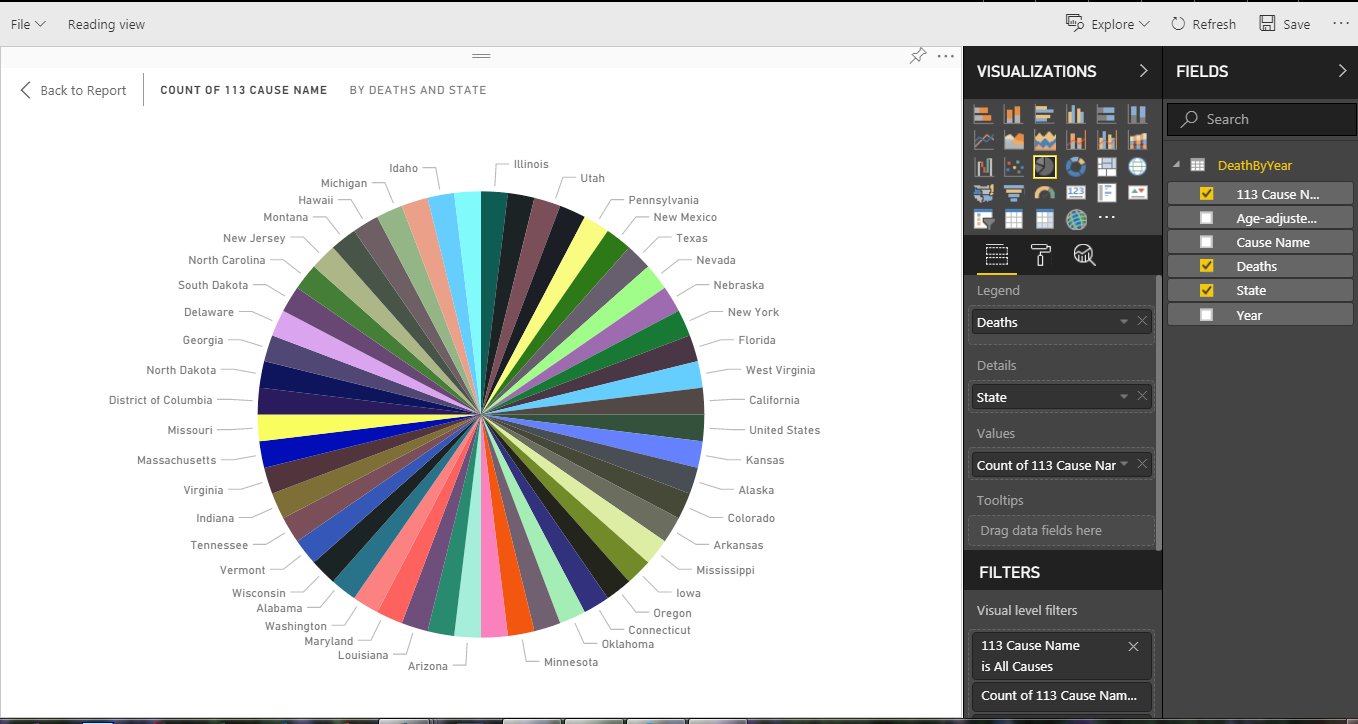 File
Reading view
Explore
Refresh
Save
Back to Report
COUNT OF 113 CAUSE NAME
BY DEATHS AND STATE
Illinois
Utah
Pennsylvania
New Mexico
Texas
Nevada
Nebraska
New York
Florida
West Virginia
California
United States
Kansas
Alaska
Colorado
Arkansas
Mississippi
Iowa
Oregon
Connecticut
Oklahoma
Minnesota
Arizona
Louisiana
Maryland
Washington
Alabama
Wisconsin
Vermont
Tennessee
Indiana
Virginia
Massachusetts
Missouri
District of Columbia
North Dakota
Georgia
Delaware
South Dakota
North Carolina
New Jersey
Montana
Hawaii
Michigan
Idaho
VISUALIZATIONS
123
Legend
Deaths
Details
State
Values
Count of 113 Cause Nar
Tooltips
Drag data fields here
FILTERS
Visual level filters
113 Cause Name
is All Causes
Count of 113 Cause Nam...
FIELDS
Search
DeathByYear
113 Cause N...
Age-adjuste...
Cause Name
Deaths
State
Year